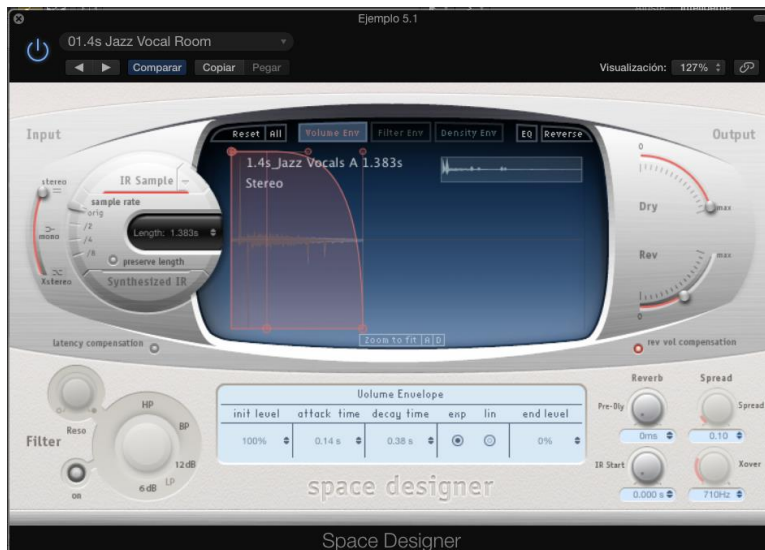 Ejemplo 5.1
01.4s Jazz Vocal Room
Comparar Copiar Pegar
Visualización: 127%
Input
Output
Reset All Volume Env Filter Env Density Env EQ Reverse
1.4s_Jazz Vocals A 1.383s
Stereo
stereo
mono
Xstereo
IR Sample
sample rate
orig
/2
/4
/8
Length: 1.383s
preserve length
Synthesized IR
0
Dry
max
Rev
max
0
Zoom to fit A D
latency compensation
rev vol compensation
Volume Envelope
init level attack time decay time exp lin end level
100% 0.14 s 0.38 s 0%
Filter
Reso
on
HP
BP
12dB
LP
6dB
Reverb
Spread
Pre-Dly
0ms
Spread
0,10
IR Start
0.000 s
Xover
710Hz
space designer
Space Designer